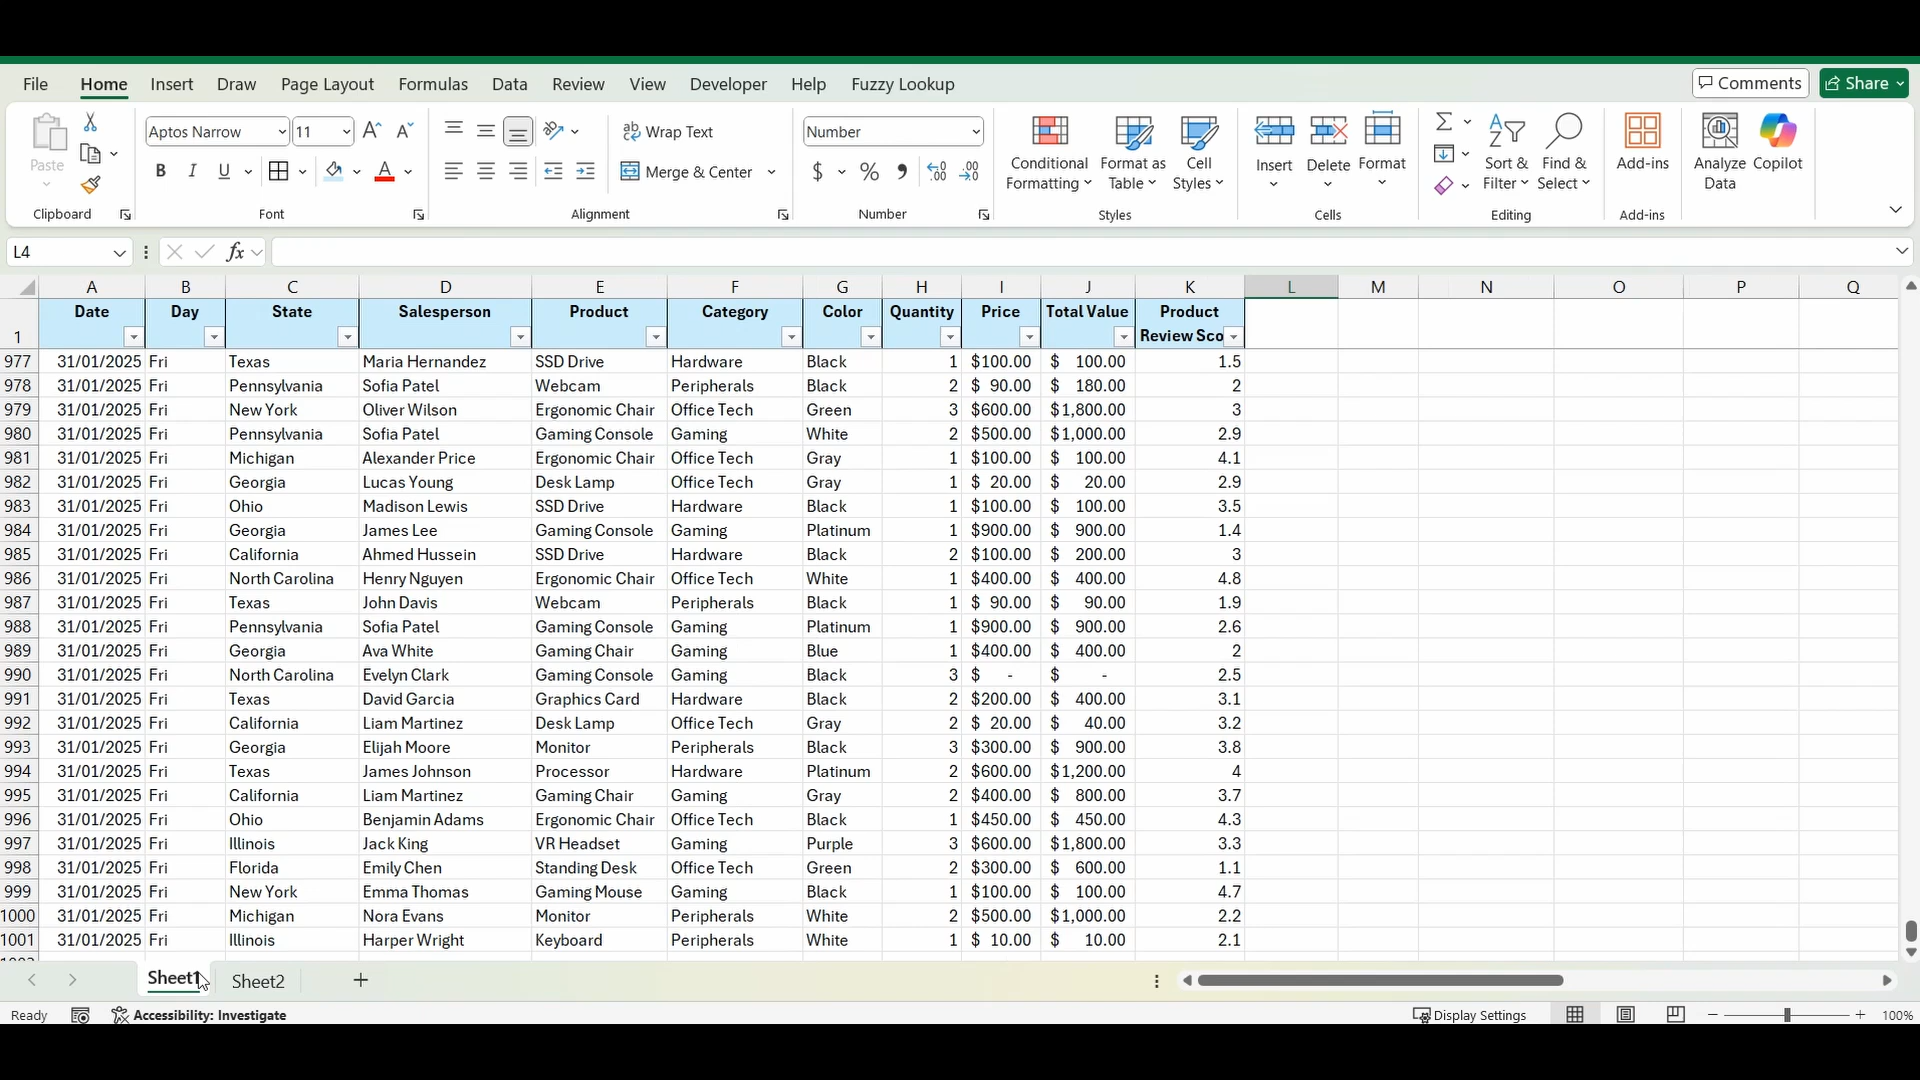 File Home Insert Draw Page Layout Formulas Data Review View Developer Help Fuzzy Lookup Comments Share
Paste
Clipboard
Aptos Narrow 11
B I U A
Font
Wrap Text
Merge & Center
Alignment
Number
$ % , .00
Number
Conditional Formatting
Format as Table
Cell Styles
Styles
Insert Delete Format
Cells
Sort & Filter
Find & Select
Editing
Add-ins
Add-ins
Analyze Data
Copilot
L4 fx
A B C D E F G H I J K L M N O P Q
1 Date Day State Salesperson Product Category Color Quantity Price Total Value Product Review Sco
977 31/01/2025 Fri Texas Maria Hernandez SSD Drive Hardware Black 1 $100.00 $ 100.00 1.5
978 31/01/2025 Fri Pennsylvania Sofia Patel Webcam Peripherals Black 2 $ 90.00 $ 180.00 2
979 31/01/2025 Fri New York Oliver Wilson Ergonomic Chair Office Tech Green 3 $600.00 $1,800.00 3
980 31/01/2025 Fri Pennsylvania Sofia Patel Gaming Console Gaming White 2 $500.00 $1,000.00 2.9
981 31/01/2025 Fri Michigan Alexander Price Ergonomic Chair Office Tech Gray 1 $100.00 $ 100.00 4.1
982 31/01/2025 Fri Georgia Lucas Young Desk Lamp Office Tech Gray 1 $ 20.00 $ 20.00 2.9
983 31/01/2025 Fri Ohio Madison Lewis SSD Drive Hardware Black 1 $100.00 $ 100.00 3.5
984 31/01/2025 Fri Georgia James Lee Gaming Console Gaming Platinum 1 $900.00 $ 900.00 1.4
985 31/01/2025 Fri California Ahmed Hussein SSD Drive Hardware Black 2 $100.00 $ 200.00 3
986 31/01/2025 Fri North Carolina Henry Nguyen Ergonomic Chair Office Tech White 1 $400.00 $ 400.00 4.8
987 31/01/2025 Fri Texas John Davis Webcam Peripherals Black 1 $ 90.00 $ 90.00 1.9
988 31/01/2025 Fri Pennsylvania Sofia Patel Gaming Console Gaming Platinum 1 $900.00 $ 900.00 2.6
989 31/01/2025 Fri Georgia Ava White Gaming Chair Gaming Blue 1 $400.00 $ 400.00 2
990 31/01/2025 Fri North Carolina Evelyn Clark Gaming Console Gaming Black 3 $ - $ - 2.5
991 31/01/2025 Fri Texas David Garcia Graphics Card Hardware Black 2 $200.00 $ 400.00 3.1
992 31/01/2025 Fri California Liam Martinez Desk Lamp Office Tech Gray 2 $ 20.00 $ 40.00 3.2
993 31/01/2025 Fri Georgia Elijah Moore Monitor Peripherals Black 3 $300.00 $ 900.00 3.8
994 31/01/2025 Fri Texas James Johnson Processor Hardware Platinum 2 $600.00 $1,200.00 4
995 31/01/2025 Fri California Liam Martinez Gaming Chair Gaming Gray 2 $400.00 $ 800.00 3.7
996 31/01/2025 Fri Ohio Benjamin Adams Ergonomic Chair Office Tech Black 1 $450.00 $ 450.00 4.3
997 31/01/2025 Fri Illinois Jack King VR Headset Gaming Purple 3 $600.00 $1,800.00 3.3
998 31/01/2025 Fri Florida Emily Chen Standing Desk Office Tech Green 2 $300.00 $ 600.00 1.1
999 31/01/2025 Fri New York Emma Thomas Gaming Mouse Gaming Black 1 $100.00 $ 100.00 4.7
1000 31/01/2025 Fri Michigan Nora Evans Monitor Peripherals White 2 $500.00 $1,000.00 2.2
1001 31/01/2025 Fri Illinois Harper Wright Keyboard Peripherals White 1 $ 10.00 $ 10.00 2.1
Sheet1 Sheet2
Ready Accessibility: Investigate Display Settings 100%